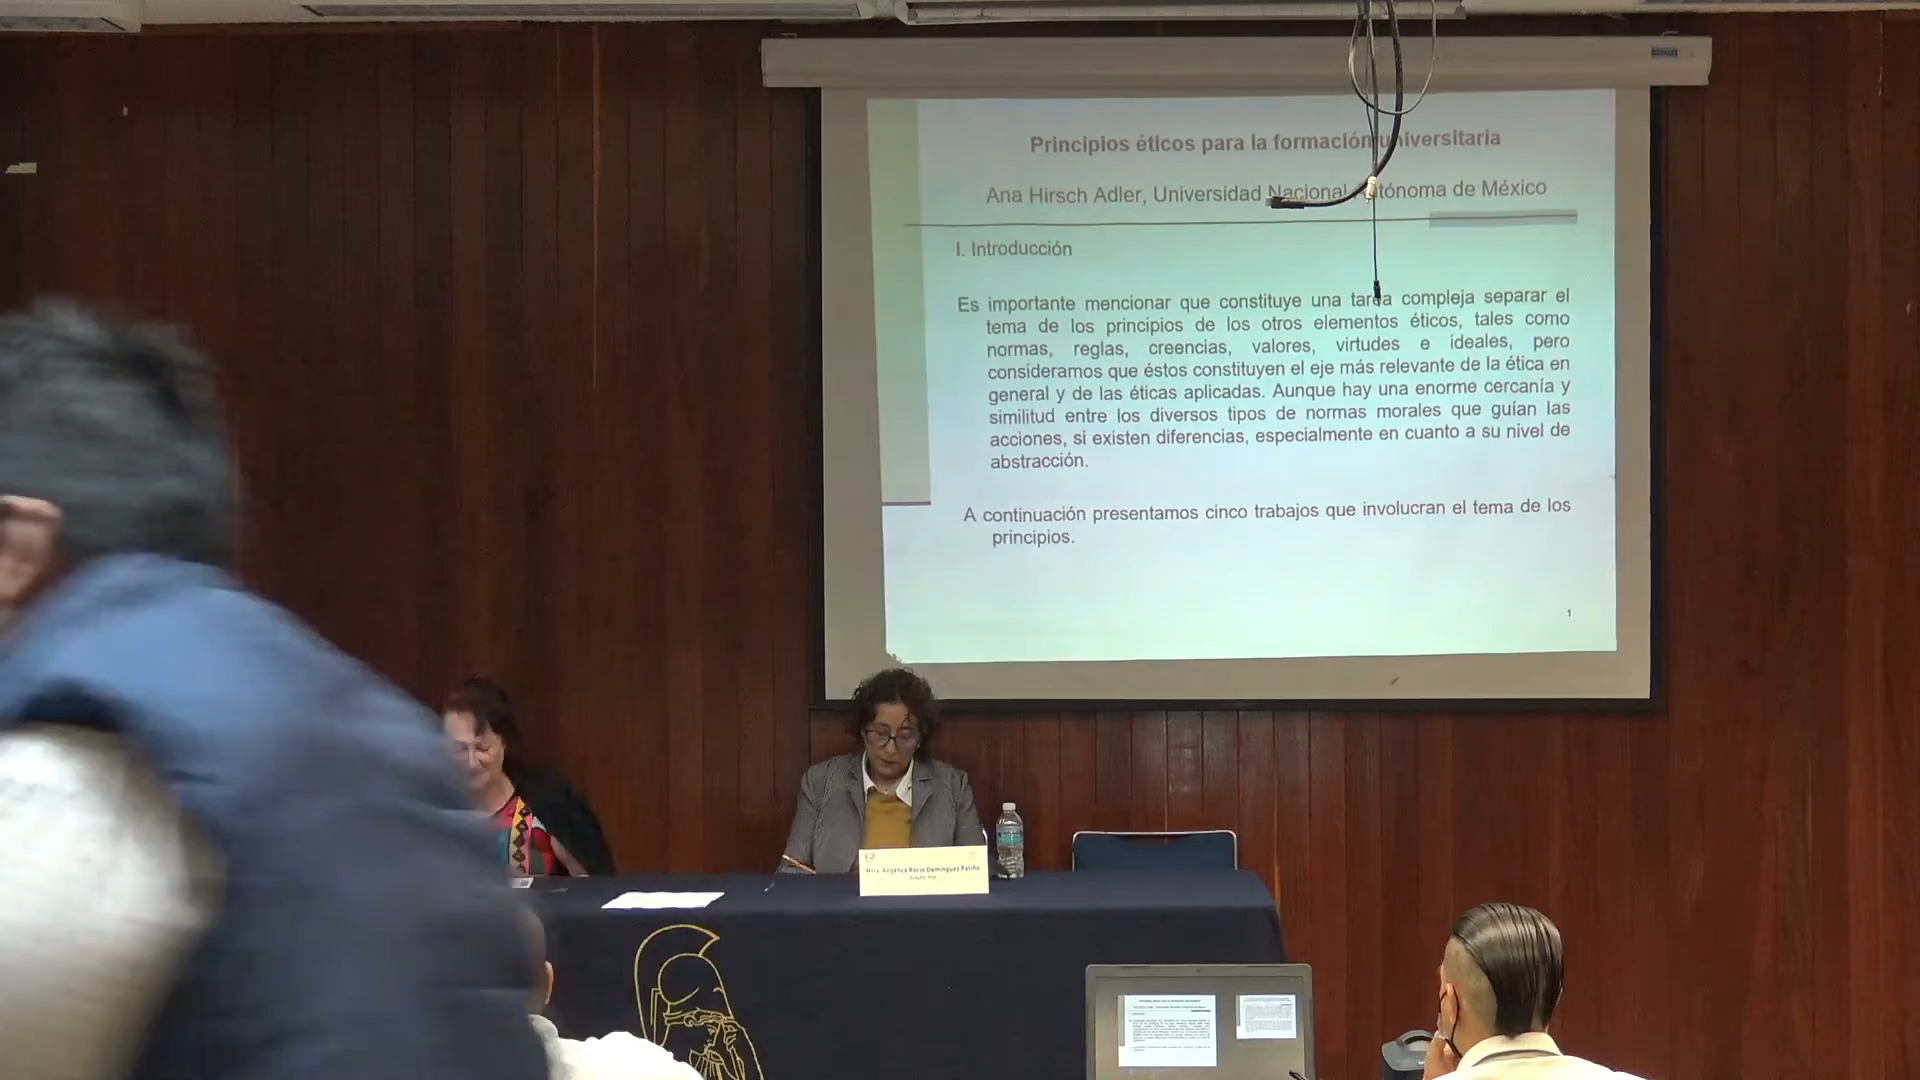 Principios éticos para la formación universitaria
Ana Hirsch Adler, Universidad Nacional Autónoma de México
I. Introducción
Es importante mencionar que constituye una tarea compleja separar el
tema de los principios de los otros elementos éticos, tales como
normas, reglas, creencias, valores, virtudes e ideales, pero
consideramos que éstos constituyen el eje más relevante de la ética en
general y de las éticas aplicadas. Aunque hay una enorme cercanía y
similitud entre los diversos tipos de normas morales que guían las
acciones, si existen diferencias, especialmente en cuanto a su nivel de
abstracción.
A continuación presentamos cinco trabajos que involucran el tema de los
principios.
1
Mtra. Angélica Rocío Domínguez Patiño